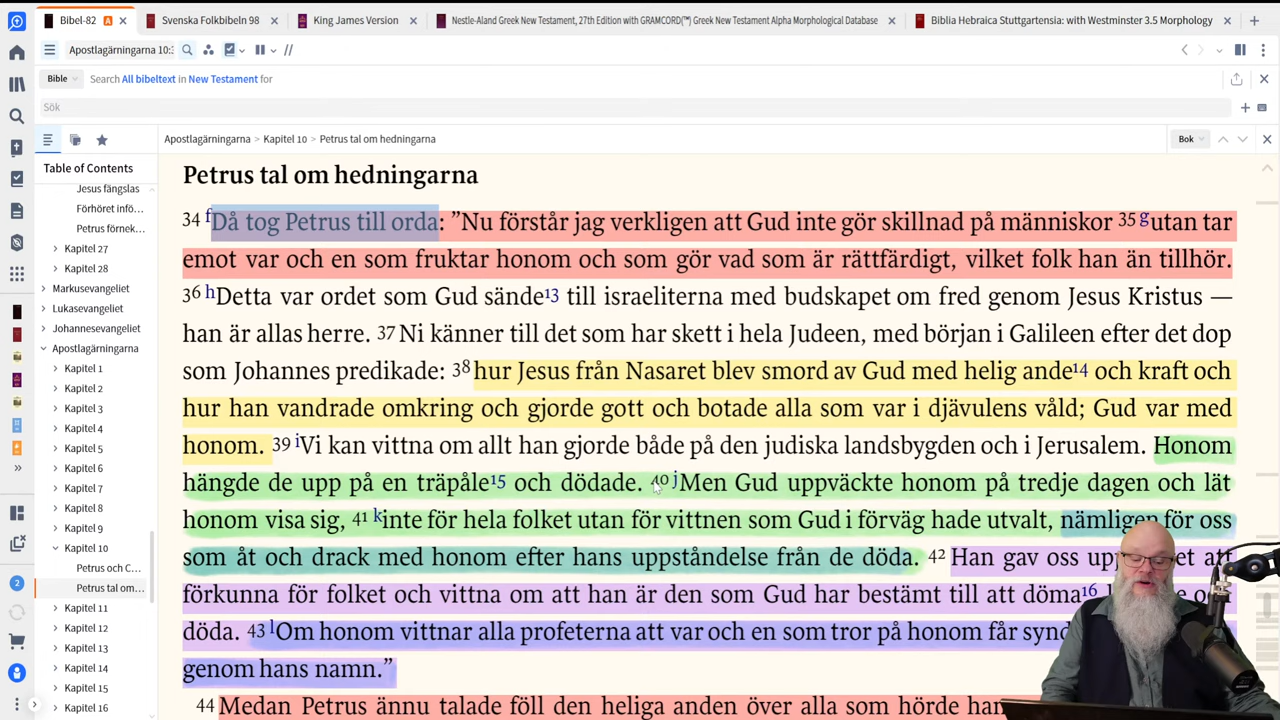 Bibel-82 A
Svenska Folkbibeln 98
King James Version
Nestle-Aland Greek New Testament, 27th Edition with GRAMCORD(™) Greek New Testament Alpha Morphological Database
Biblia Hebraica Stuttgartensia: with Westminster 3.5 Morphology
Apostlagärningarna 10:3
//
Bible
Search All bibeltext in New Testament for
Sök
Apostlagärningarna > Kapitel 10 > Petrus tal om hedningarna
Bok
Table of Contents
Jesus fängslas
Förhöret info…
Petrus förnek…
Kapitel 27
Kapitel 28
Markusevangeliet
Lukasevangeliet
Johannesevangeliet
Apostlagärningarna
Kapitel 1
Kapitel 2
Kapitel 3
Kapitel 4
Kapitel 5
Kapitel 6
Kapitel 7
Kapitel 8
Kapitel 9
Kapitel 10
Petrus och C…
Petrus tal om…
Kapitel 11
Kapitel 12
Kapitel 13
Kapitel 14
Kapitel 15
Kapitel 16
2
Petrus tal om hedningarna
34 f Då tog Petrus till orda: ”Nu förstår jag verkligen att Gud inte gör skillnad på människor 35 g utan tar
emot var och en som fruktar honom och som gör vad som är rättfärdigt, vilket folk han än tillhör.
36 h Detta var ordet som Gud sände13 till israeliterna med budskapet om fred genom Jesus Kristus —
han är allas herre. 37 Ni känner till det som har skett i hela Judeen, med början i Galileen efter det dop
som Johannes predikade: 38 hur Jesus från Nasaret blev smord av Gud med helig ande14 och kraft och
hur han vandrade omkring och gjorde gott och botade alla som var i djävulens våld; Gud var med
honom. 39 i Vi kan vittna om allt han gjorde både på den judiska landsbygden och i Jerusalem. Honom
hängde de upp på en träpåle15 och dödade. 40 j Men Gud uppväckte honom på tredje dagen och lät
honom visa sig, 41 k inte för hela folket utan för vittnen som Gud i förväg hade utvalt, nämligen för oss
som åt och drack med honom efter hans uppståndelse från de döda. 42 Han gav oss att
förkunna för folket och vittna om att han är den som Gud har bestämt till att döma16
döda. 43 l Om honom vittnar alla profeterna att var och en som tror på honom får
genom hans namn.”
44 Medan Petrus ännu talade föll den heliga anden över alla som hörde